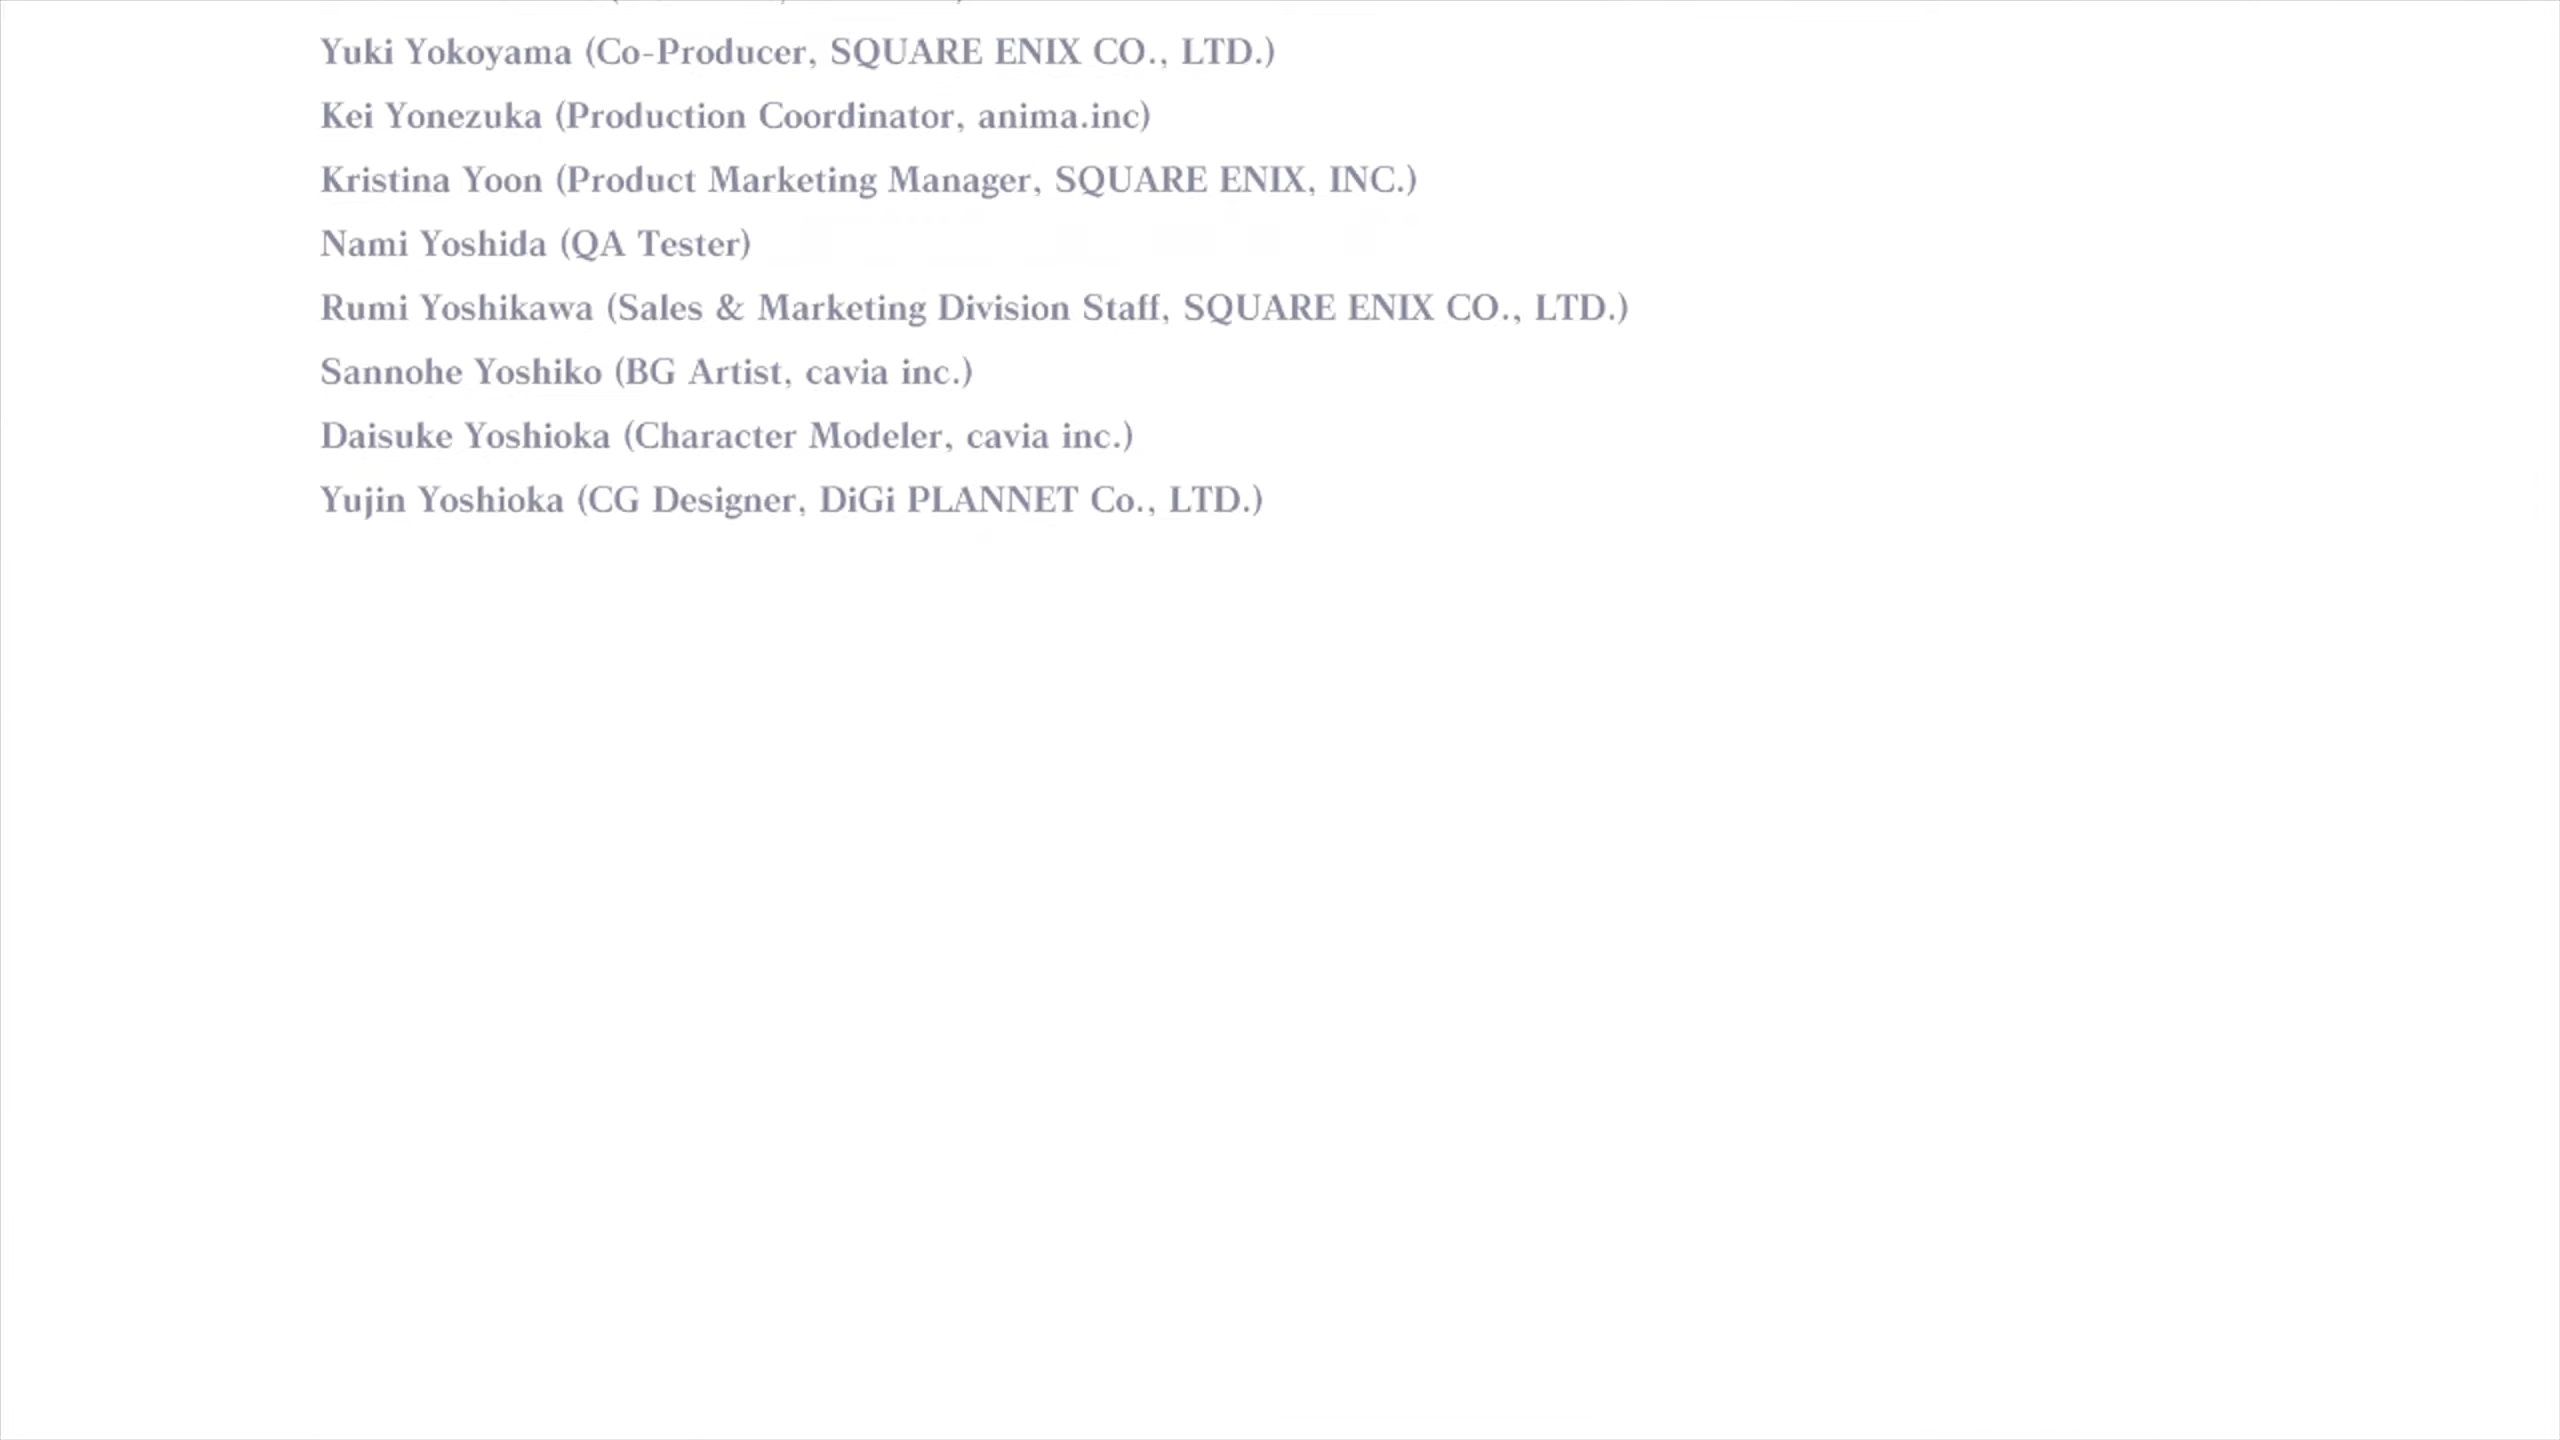 Yuki Yokoyama (Co-Producer, SQUARE ENIX CO., LTD.)
Kei Yonezuka (Production Coordinator, anima.inc)
Kristina Yoon (Product Marketing Manager, SQUARE ENIX, INC.)
Nami Yoshida (QA Tester)
Rumi Yoshikawa (Sales & Marketing Division Staff, SQUARE ENIX CO., LTD.)
Sannohe Yoshiko (BG Artist, cavia inc.)
Daisuke Yoshioka (Character Modeler, cavia inc.)
Yujin Yoshioka (CG Designer, DiGi PLANNET Co., LTD.)